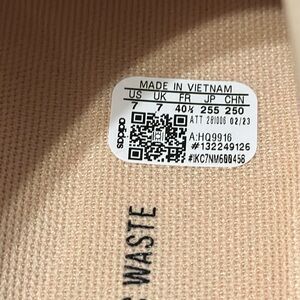 MADE IN VIETNAM
US UK FR JP CHN
7 7 40⅔ 255 250
adidas
ATT 281006 02/23
A:HQ9916
#132249126
#IKC7NM600458
WASTE